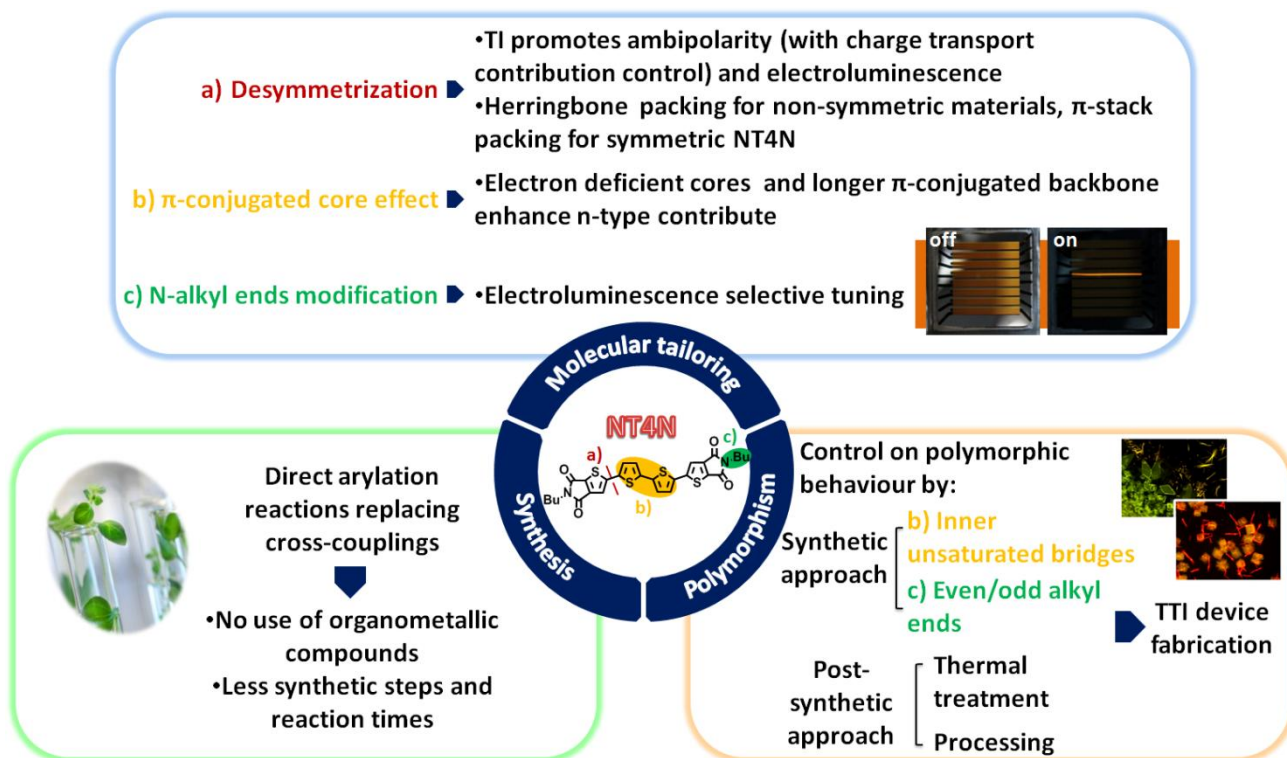 a) Desymmetrization
•TI promotes ambipolarity (with charge transport
contribution control) and electroluminescence
•Herringbone packing for non-symmetric materials, π-stack
packing for symmetric NT4N
b) π-conjugated core effect
•Electron deficient cores and longer π-conjugated backbone
enhance n-type contribute
c) N-alkyl ends modification
•Electroluminescence selective tuning
off
on
Molecular tailoring
Synthesis
Polymorphism
NT4N
a)
b)
c)
O
O
Bu-N
S
S
S
S
O
O
N-Bu
Direct arylation
reactions replacing
cross-couplings
•No use of organometallic
compounds
•Less synthetic steps and
reaction times
Control on polymorphic
behaviour by:
Synthetic
approach
b) Inner
unsaturated bridges
c) Even/odd alkyl
ends
Post-
synthetic
approach
Thermal
treatment
Processing
TTI device
fabrication